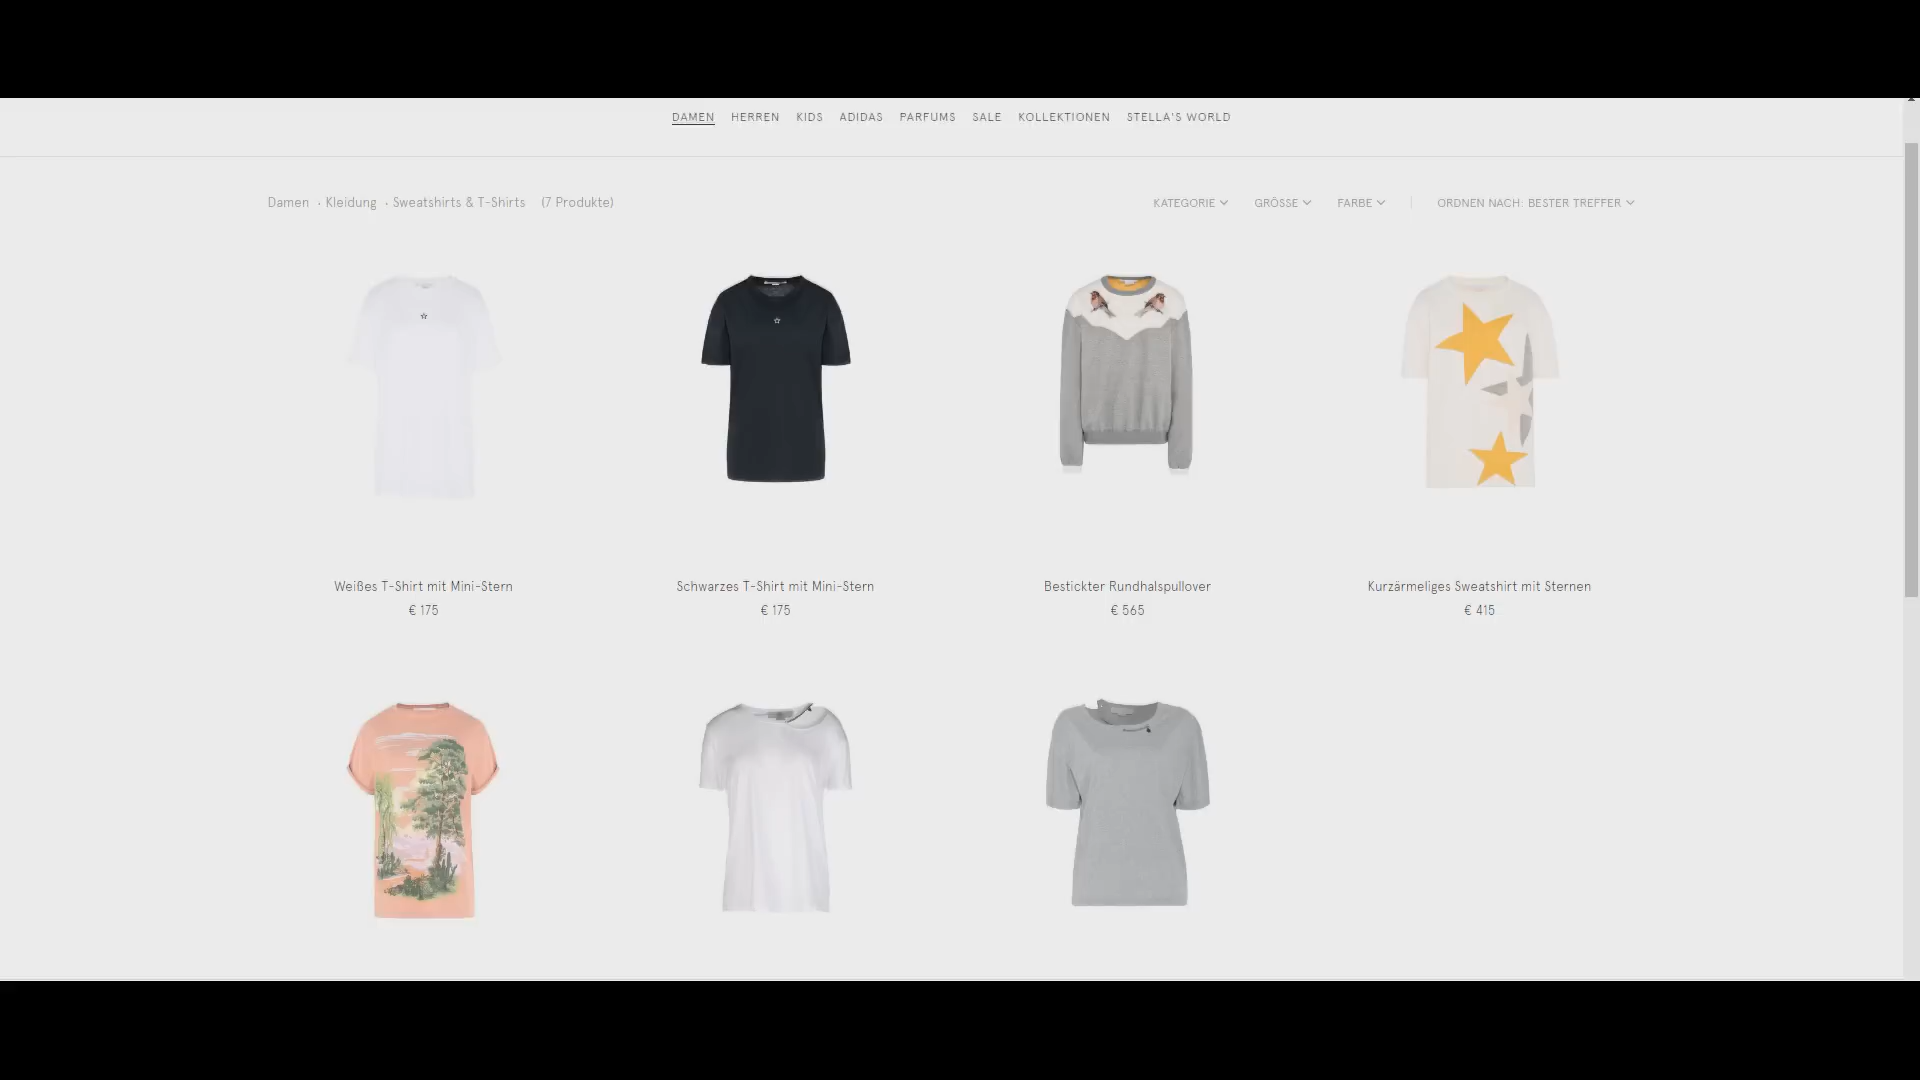 DAMEN HERREN KIDS ADIDAS PARFUMS SALE KOLLEKTIONEN STELLA'S WORLD
Damen · Kleidung · Sweatshirts & T-Shirts (7 Produkte) KATEGORIE GRÖSSE FARBE ORDNEN NACH: BESTER TREFFER
Weißes T-Shirt mit Mini-Stern Schwarzes T-Shirt mit Mini-Stern Bestickter Rundhalspullover Kurzärmeliges Sweatshirt mit Sternen
€ 175 € 175 € 565 € 415